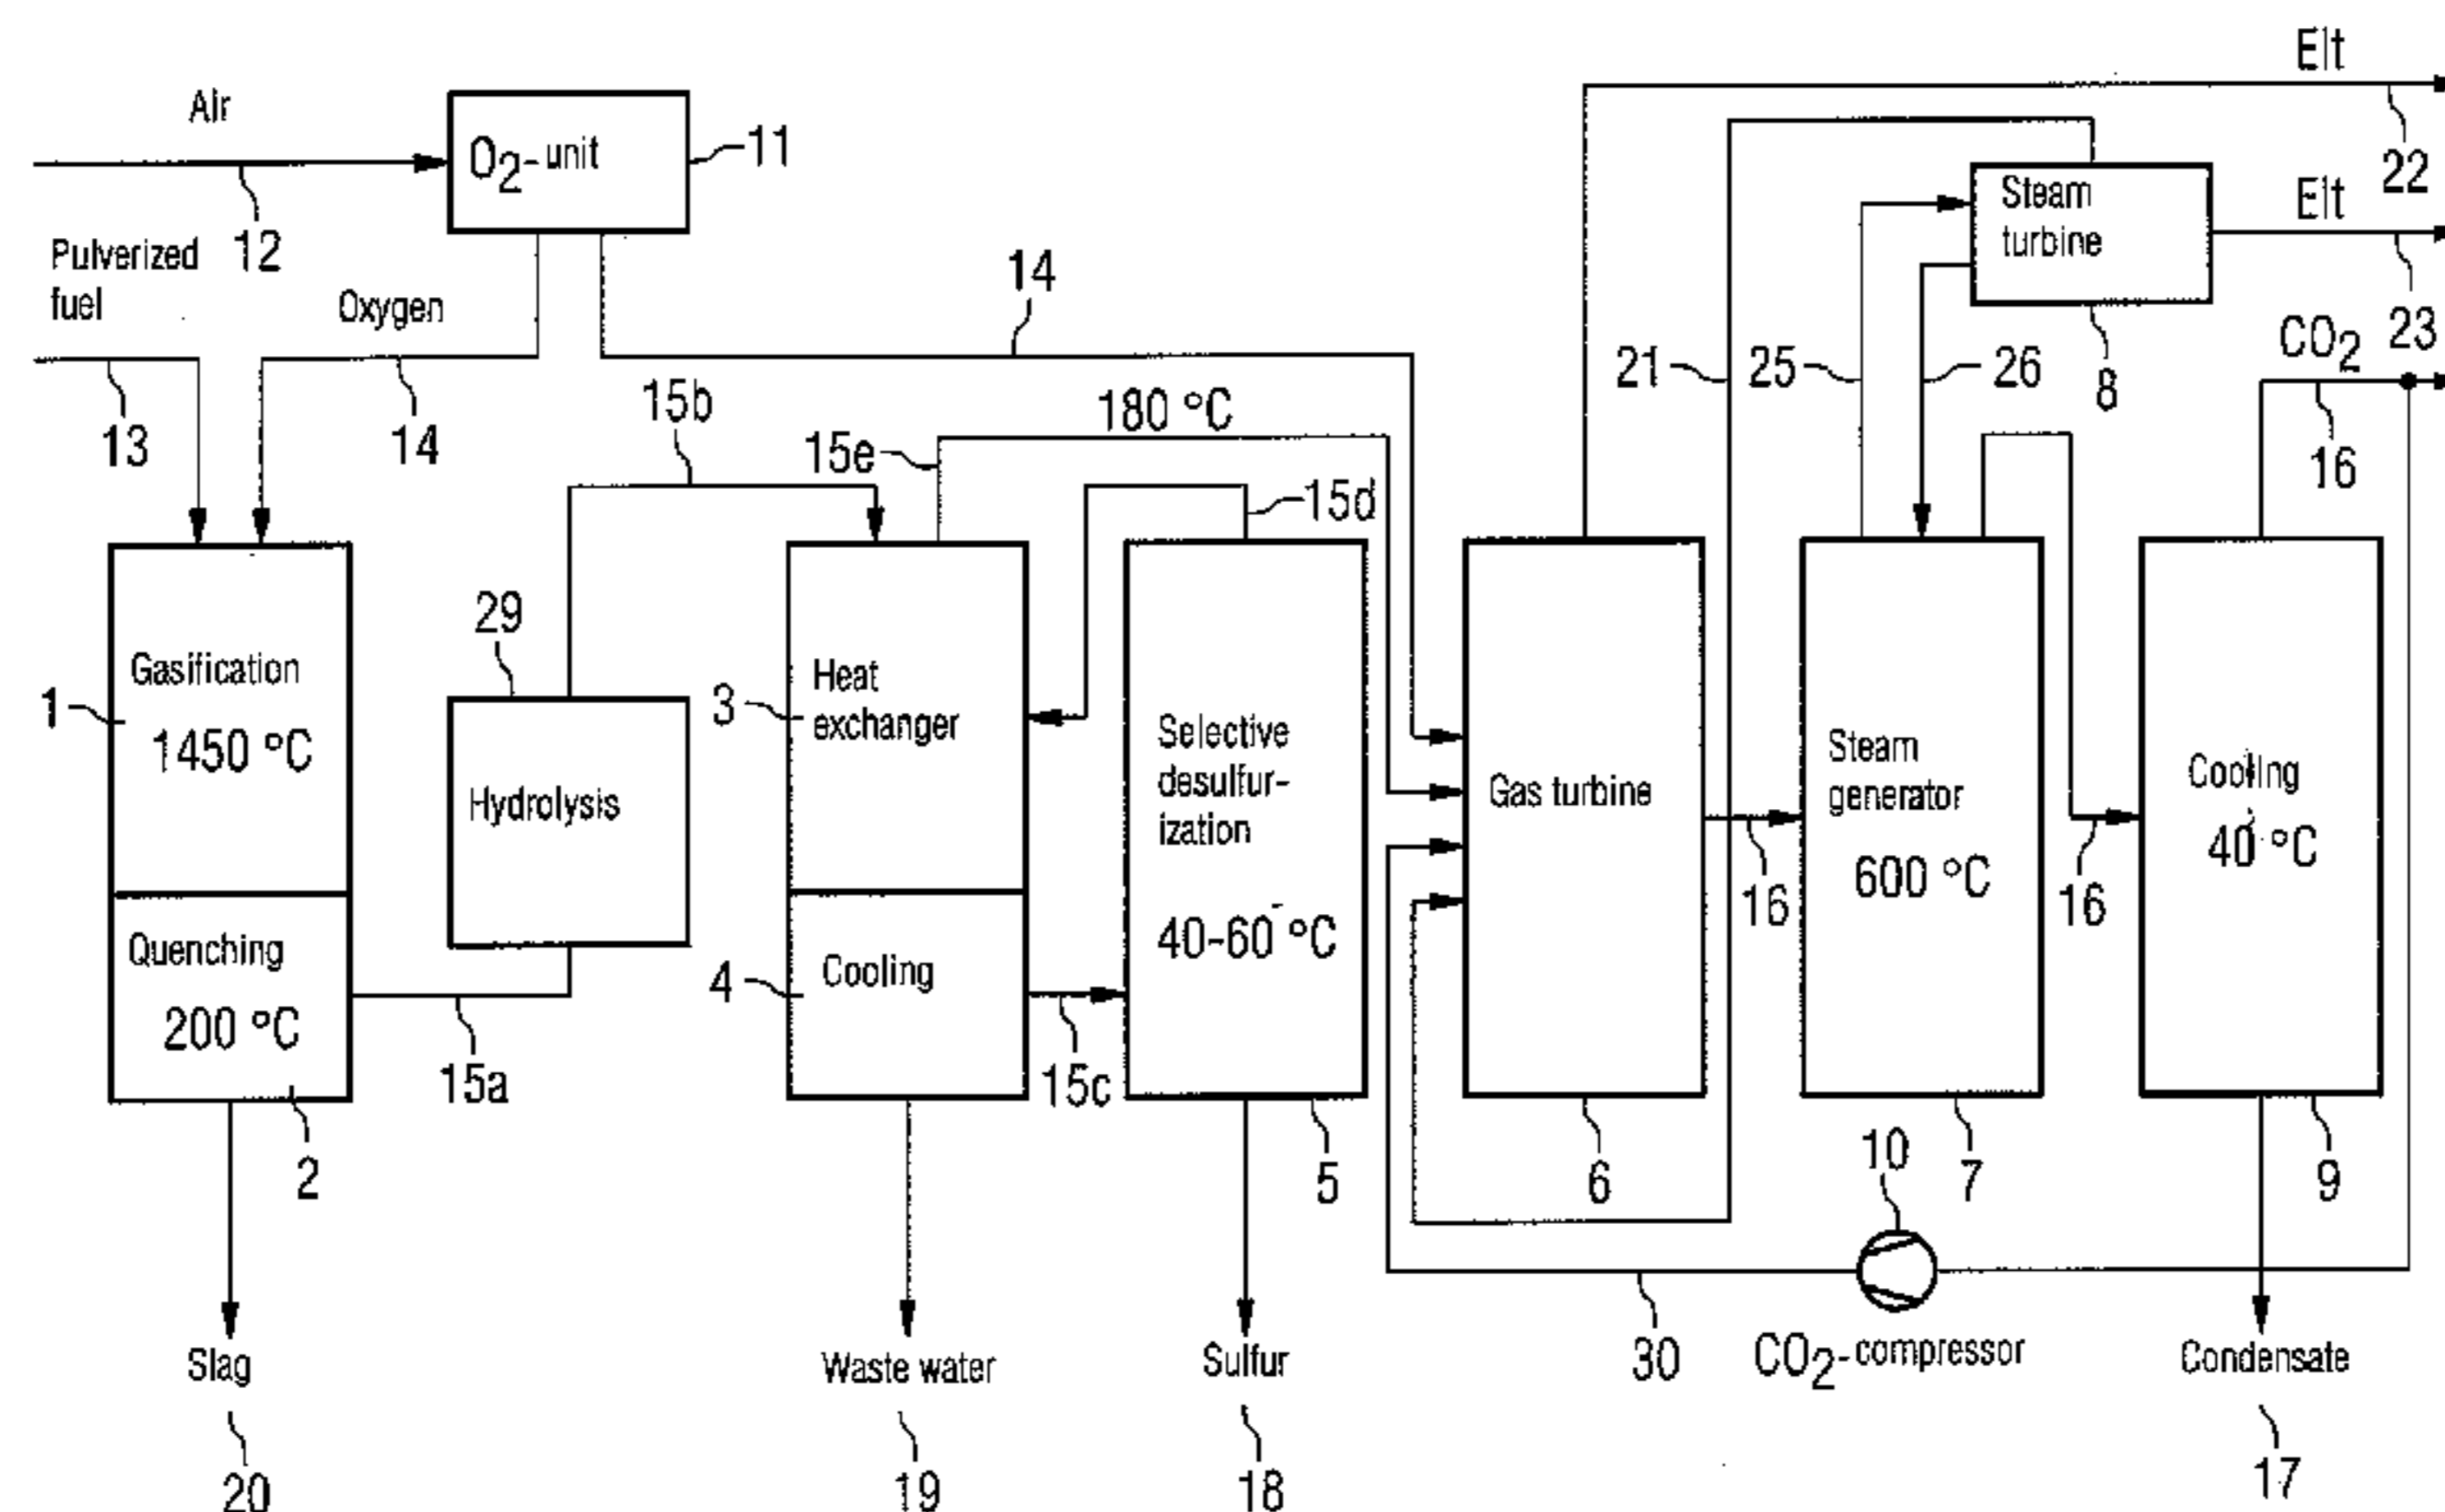 Elt
22
Air
12
O2-unit
11
Steam
turbine
8
Elt
23
Pulverized
fuel
13
Oxygen
14
14
180 °C
21
25
26
CO2
16
15b
15e
15d
Gasification
1450 °C
1
Quenching
200 °C
2
15a
29
Hydrolysis
Heat
exchanger
3
Cooling
4
15c
Selective
desulfur-
ization
40-60 °C
5
Gas turbine
6
16
Steam
generator
600 °C
7
16
Cooling
40 °C
9
10
CO2-compressor
30
Slag
20
Waste water
19
Sulfur
18
Condensate
17